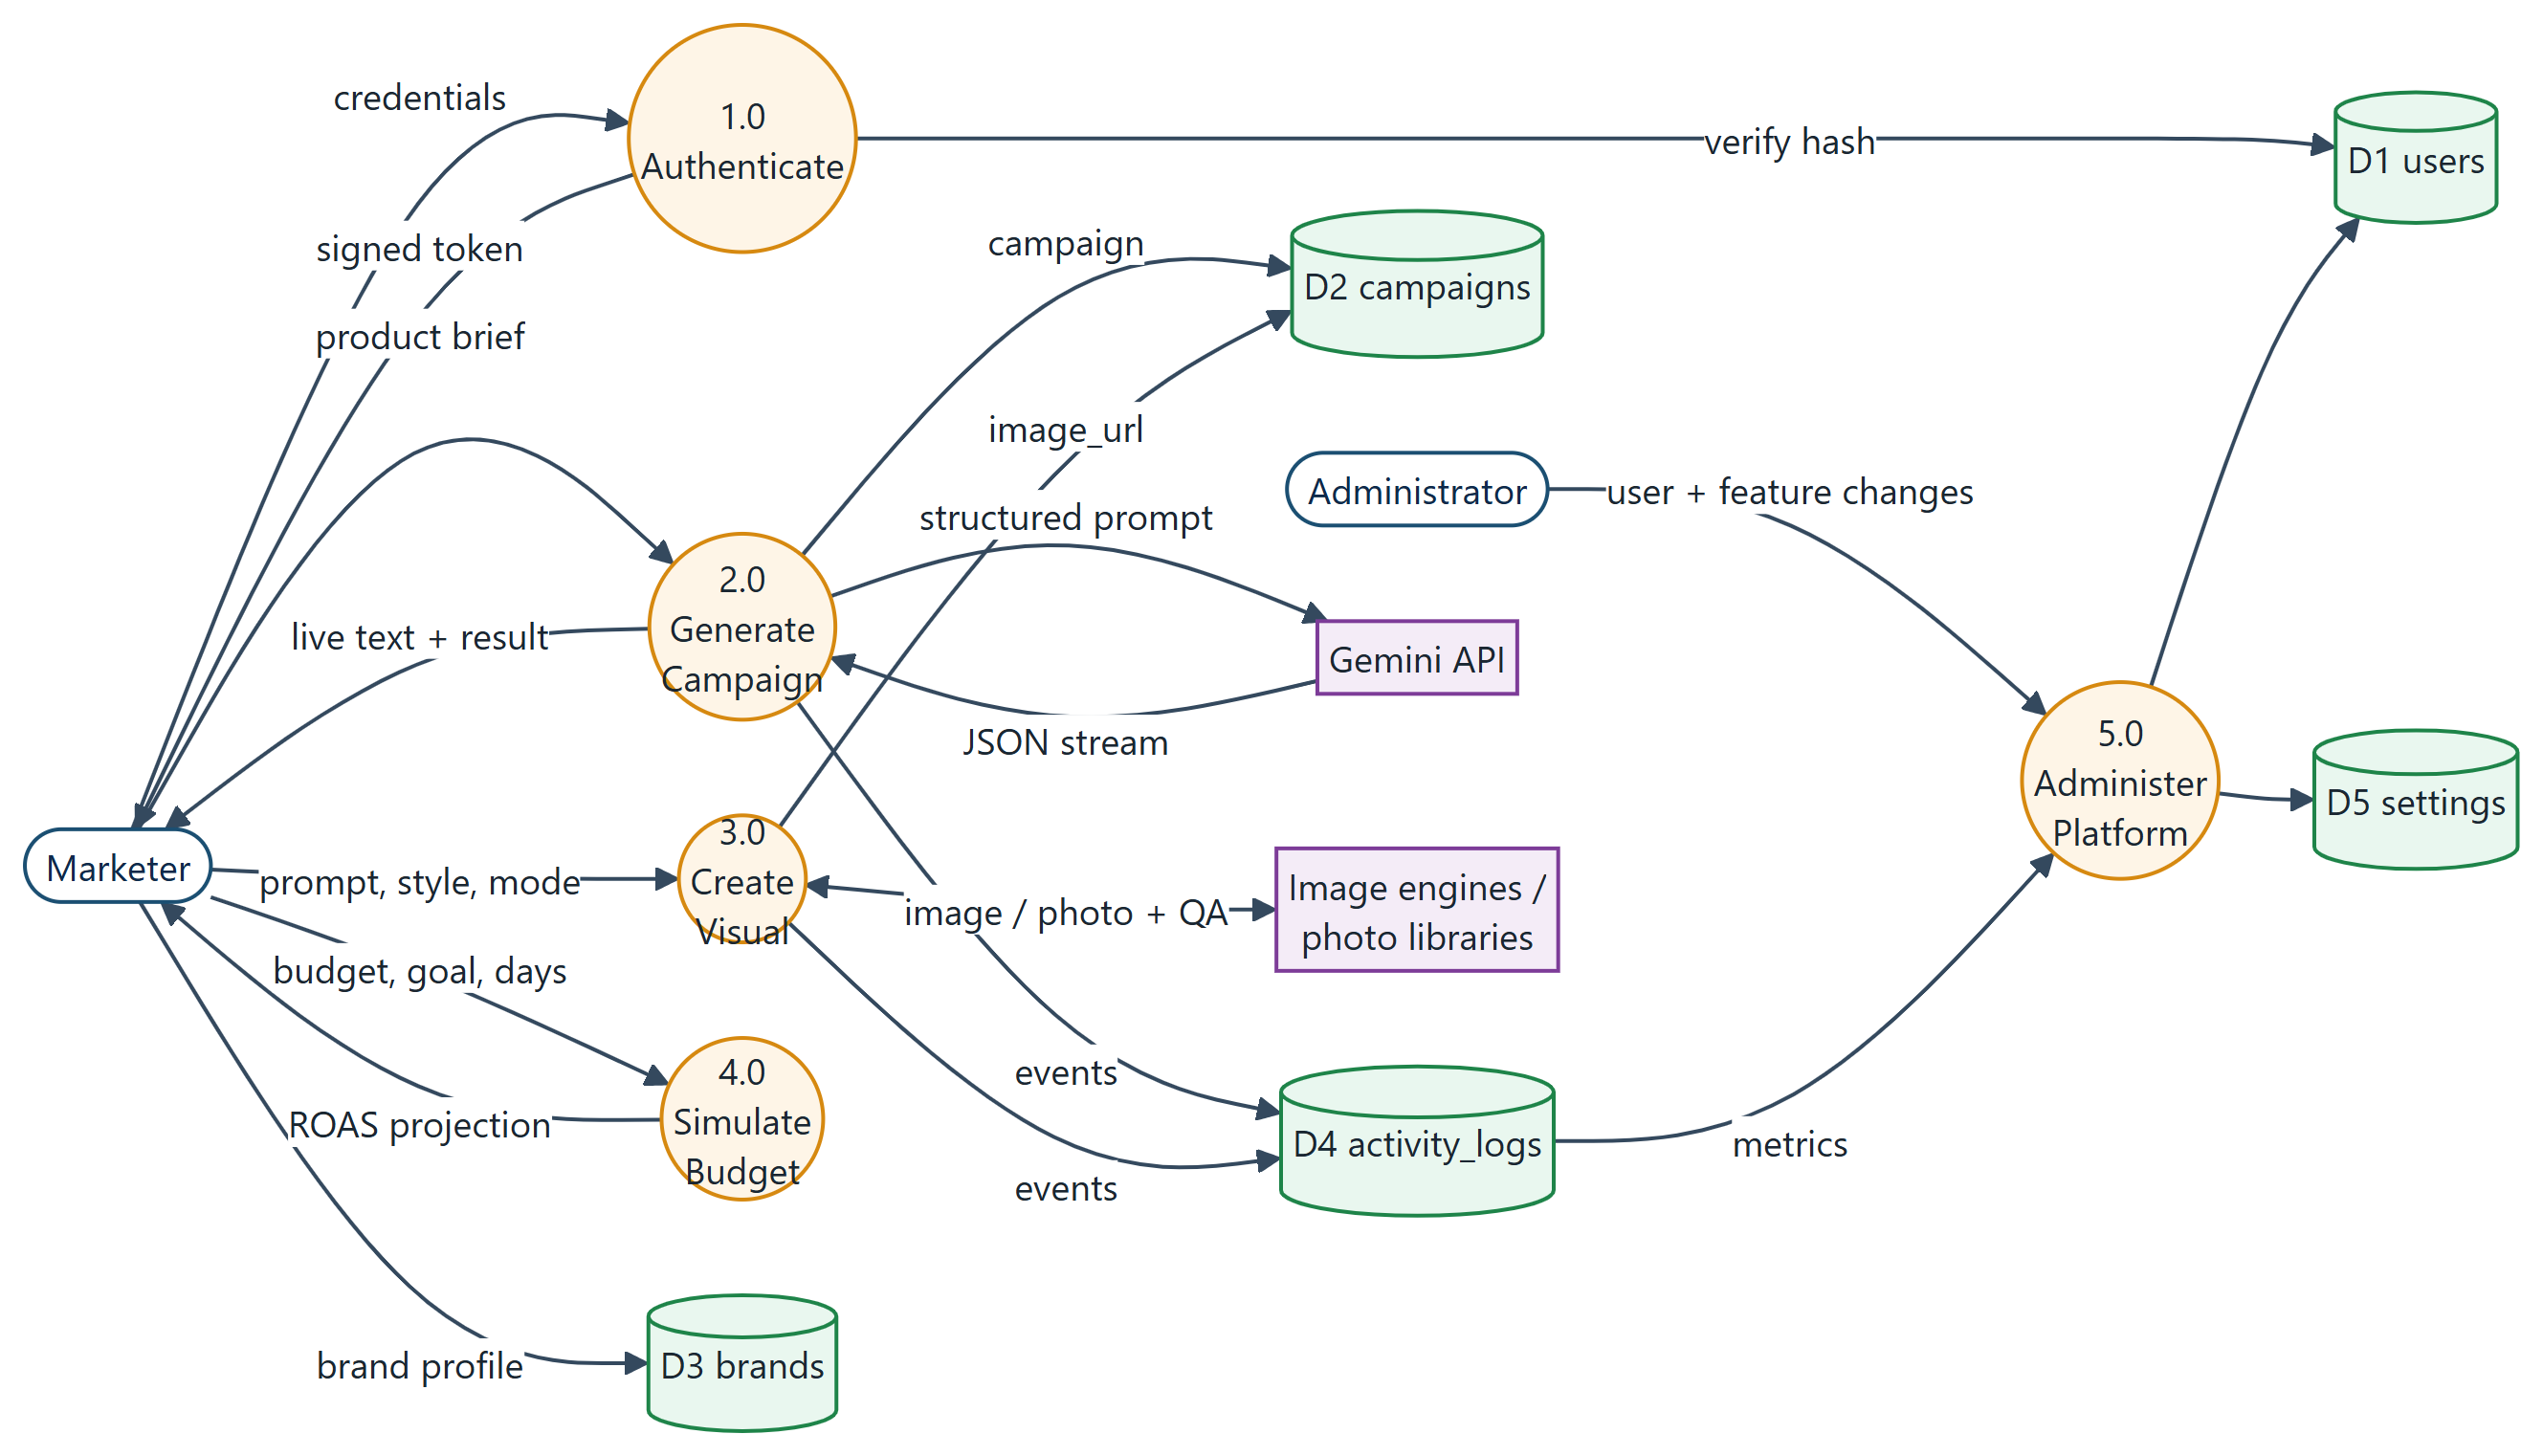 credentials
1.0
Authenticate
verify hash
D1 users
signed token
product brief
campaign
D2 campaigns
image_url
structured prompt
Administrator
user + feature changes
2.0
Generate
Campaign
live text + result
Gemini API
JSON stream
5.0
Administer
Platform
D5 settings
Marketer
prompt, style, mode
3.0
Create
Visual
image / photo + QA
Image engines /
photo libraries
budget, goal, days
4.0
Simulate
Budget
ROAS projection
events
events
D4 activity_logs
metrics
brand profile
D3 brands